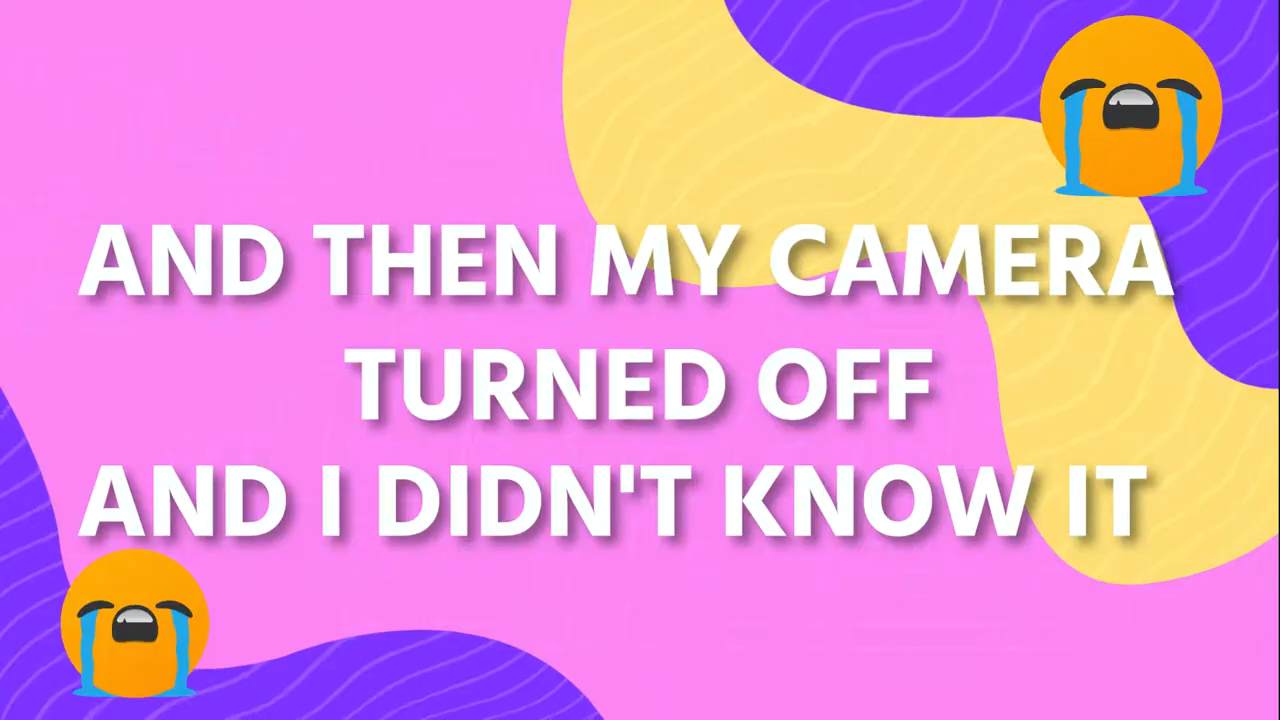 AND THEN MY CAMERA
TURNED OFF
AND I DIDN'T KNOW IT